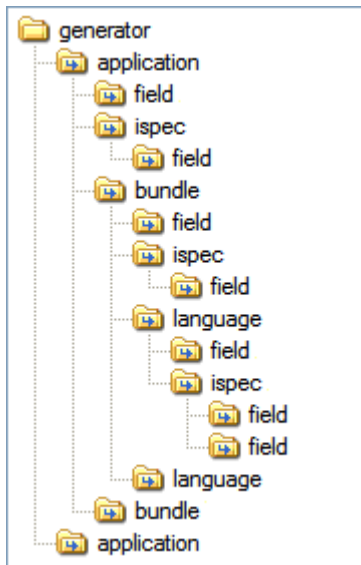 generator
application
field
ispec
field
bundle
field
ispec
field
language
field
ispec
field
field
language
bundle
application